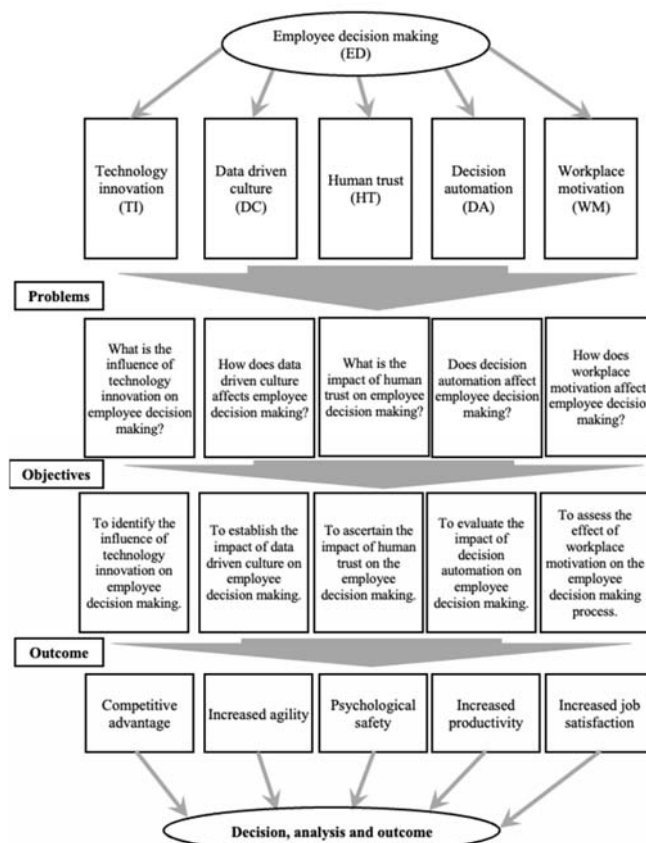 Employee decision making
(ED)
Technology
innovation
(TI)
Data driven
culture
(DC)
Human trust
(HT)
Decision
automation
(DA)
Workplace
motivation
(WM)
Problems
What is the
influence of
technology
innovation on
employee decision
making?
How does data
driven culture
affects employee
decision making?
What is the
impact of human
trust on employee
decision making?
Does decision
automation affect
employee decision
making?
How does
workplace
motivation affect
employee decision
making?
Objectives
To identify the
influence of
technology
innovation on
employee
decision making.
To establish the
impact of data
driven culture on
employee
decision making.
To ascertain the
impact of human
trust on the
employee
decision making.
To evaluate the
impact of
decision
automation on
employee
decision making.
To assess the
effect of
workplace
motivation on the
employee
decision making
process.
Outcome
Competitive
advantage
Increased agility
Psychological
safety
Increased
productivity
Increased job
satisfaction
Decision, analysis and outcome